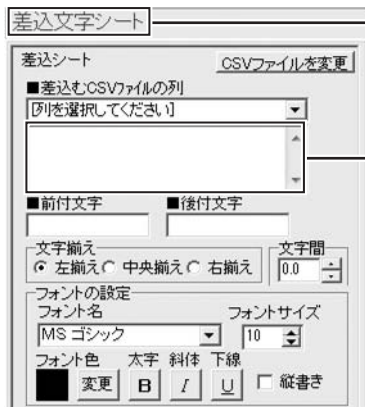 差込文字シート
差込シート CSVファイルを変更
■差込むCSVファイルの列
[列を選択してください]
■前付文字 ■後付文字
文字揃え 文字間
左揃え 中央揃え 右揃え 0.0
フォントの設定
フォント名 フォントサイズ
MS ゴシック 10
フォント色 太字 斜体 下線
変更 B I U 縦書き